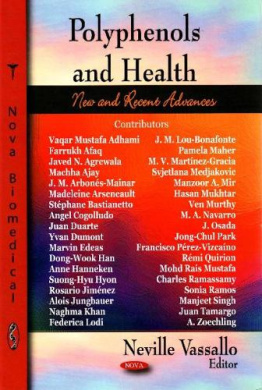 Polyphenols
and Health
New and Recent Advances
Contributors
Vaqar Mustafa Adhami
Farrukh Afaq
Javed N. Agrewala
Machha Ajay
J. M. Arbonés-Mainar
Madeleine Arsencault
Stéphane Bastianetto
Angel Cogolludo
Juan Duarte
Yvan Dumont
Marvin Edeas
Dong-Wook Han
Anne Hanneken
Suong-Hyu Hyon
Rosario Jiménez
Alois Jungbauer
Naghma Khan
Federica Lodi
J. M. Lou-Bonafonte
Pamela Maher
M. V. Martínez-Gracia
Svjetlana Medjakovic
Manzoor A. Mir
Hasan Mukhtar
Ven Murthy
M. A. Navarro
J. Osada
Jong-Chul Park
Francisco Pérez-Vizcaino
Rémi Quirion
Mohd Rais Mustafa
Charles Ramassamy
Sonia Ramos
Manjeet Singh
Juan Tamargo
A. Zoechling
Neville Vassallo
Editor
NOVA
Nova Biomedical